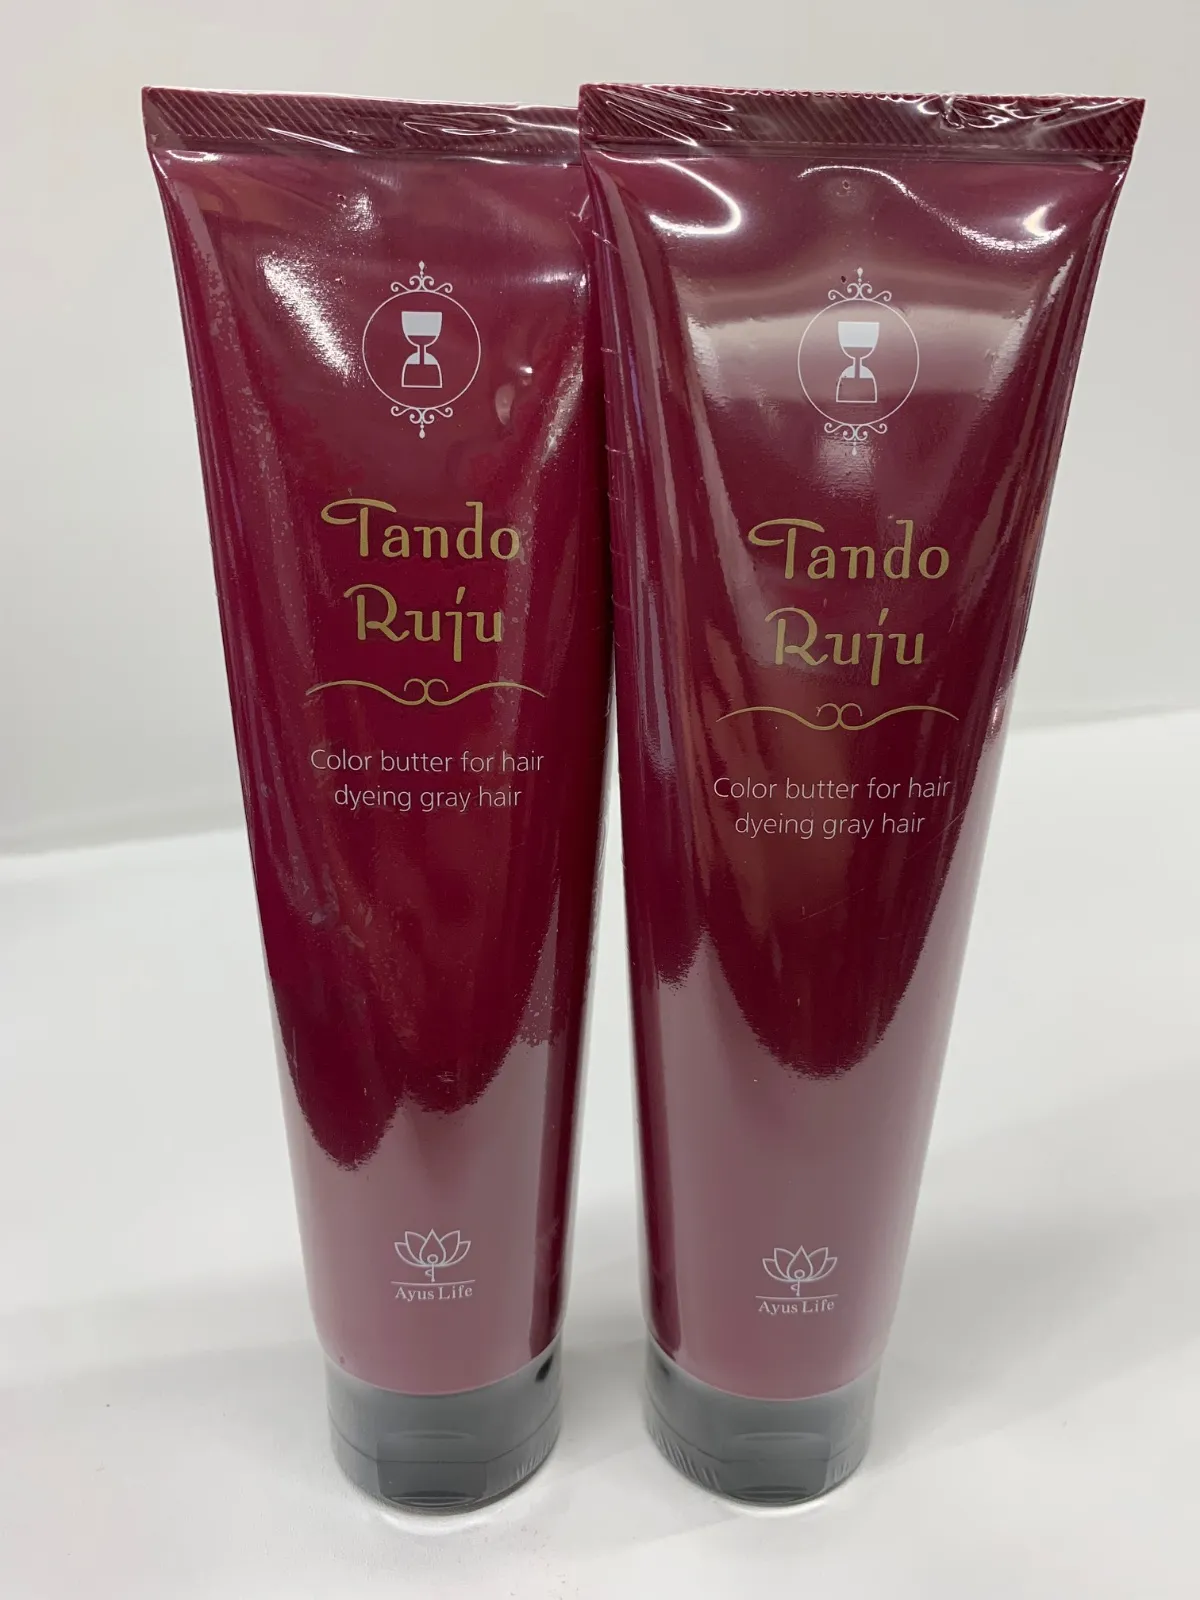 Tando
Ruju
Color butter for hair
dyeing gray hair
Ayus Life
Tando
Ruju
Color butter for hair
dyeing gray hair
Ayus Life